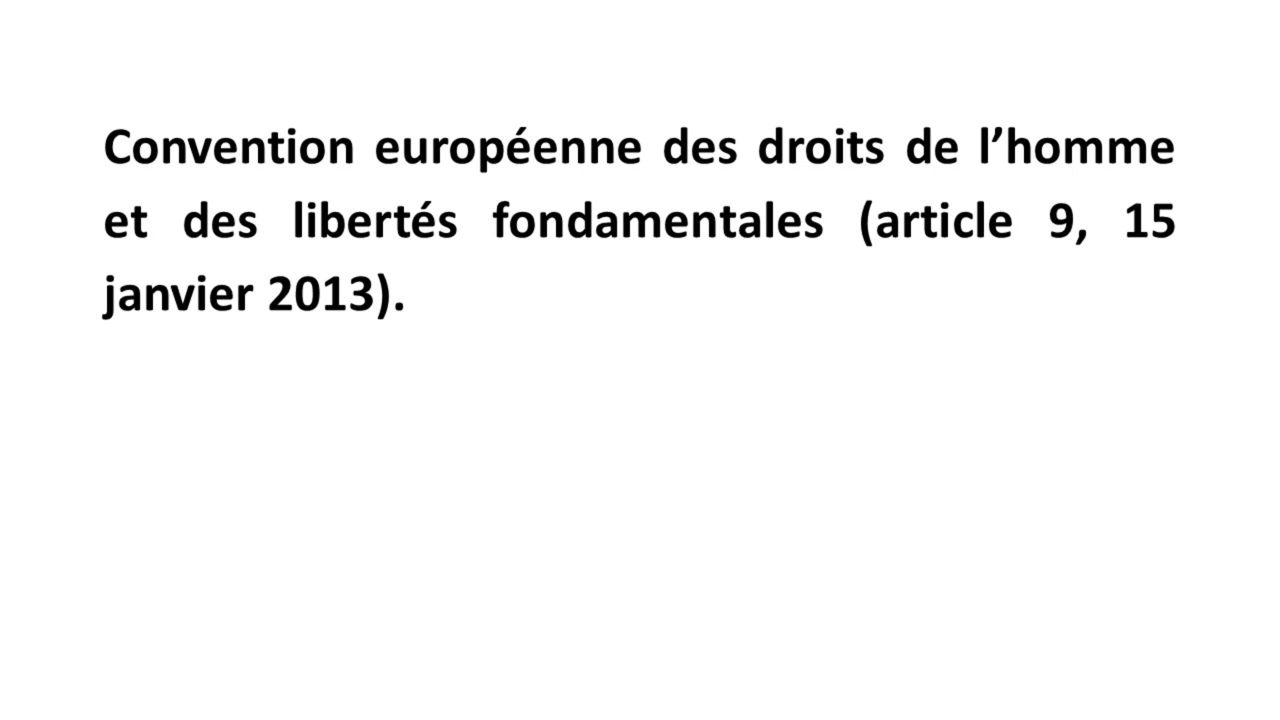 Convention européenne des droits de l’homme
et des libertés fondamentales (article 9, 15
janvier 2013).